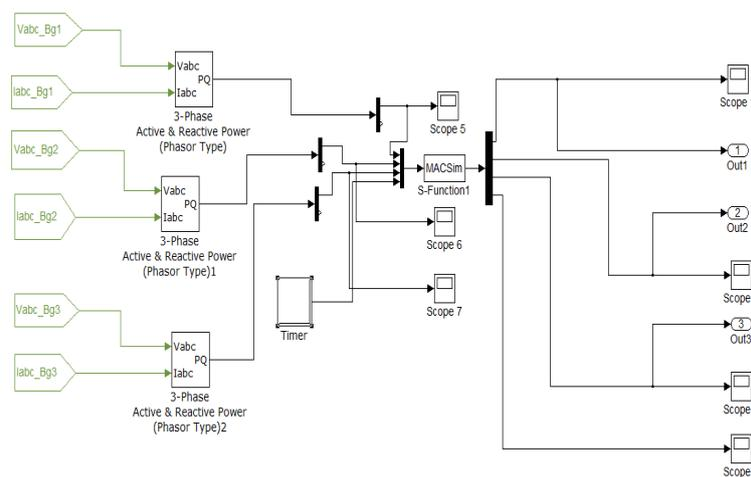 Vabc_Bg1
Iabc_Bg1
Vabc
Iabc
PQ
3-Phase
Active & Reactive Power
(Phasor Type)
Vabc_Bg2
Iabc_Bg2
Vabc
Iabc
PQ
3-Phase
Active & Reactive Power
(Phasor Type)1
Vabc_Bg3
Iabc_Bg3
Vabc
Iabc
PQ
3-Phase
Active & Reactive Power
(Phasor Type)2
Timer
Scope 5
MACSim
S-Function1
Scope 6
Scope 7
Scope
1
Out1
2
Out2
Scope
3
Out3
Scope
Scope